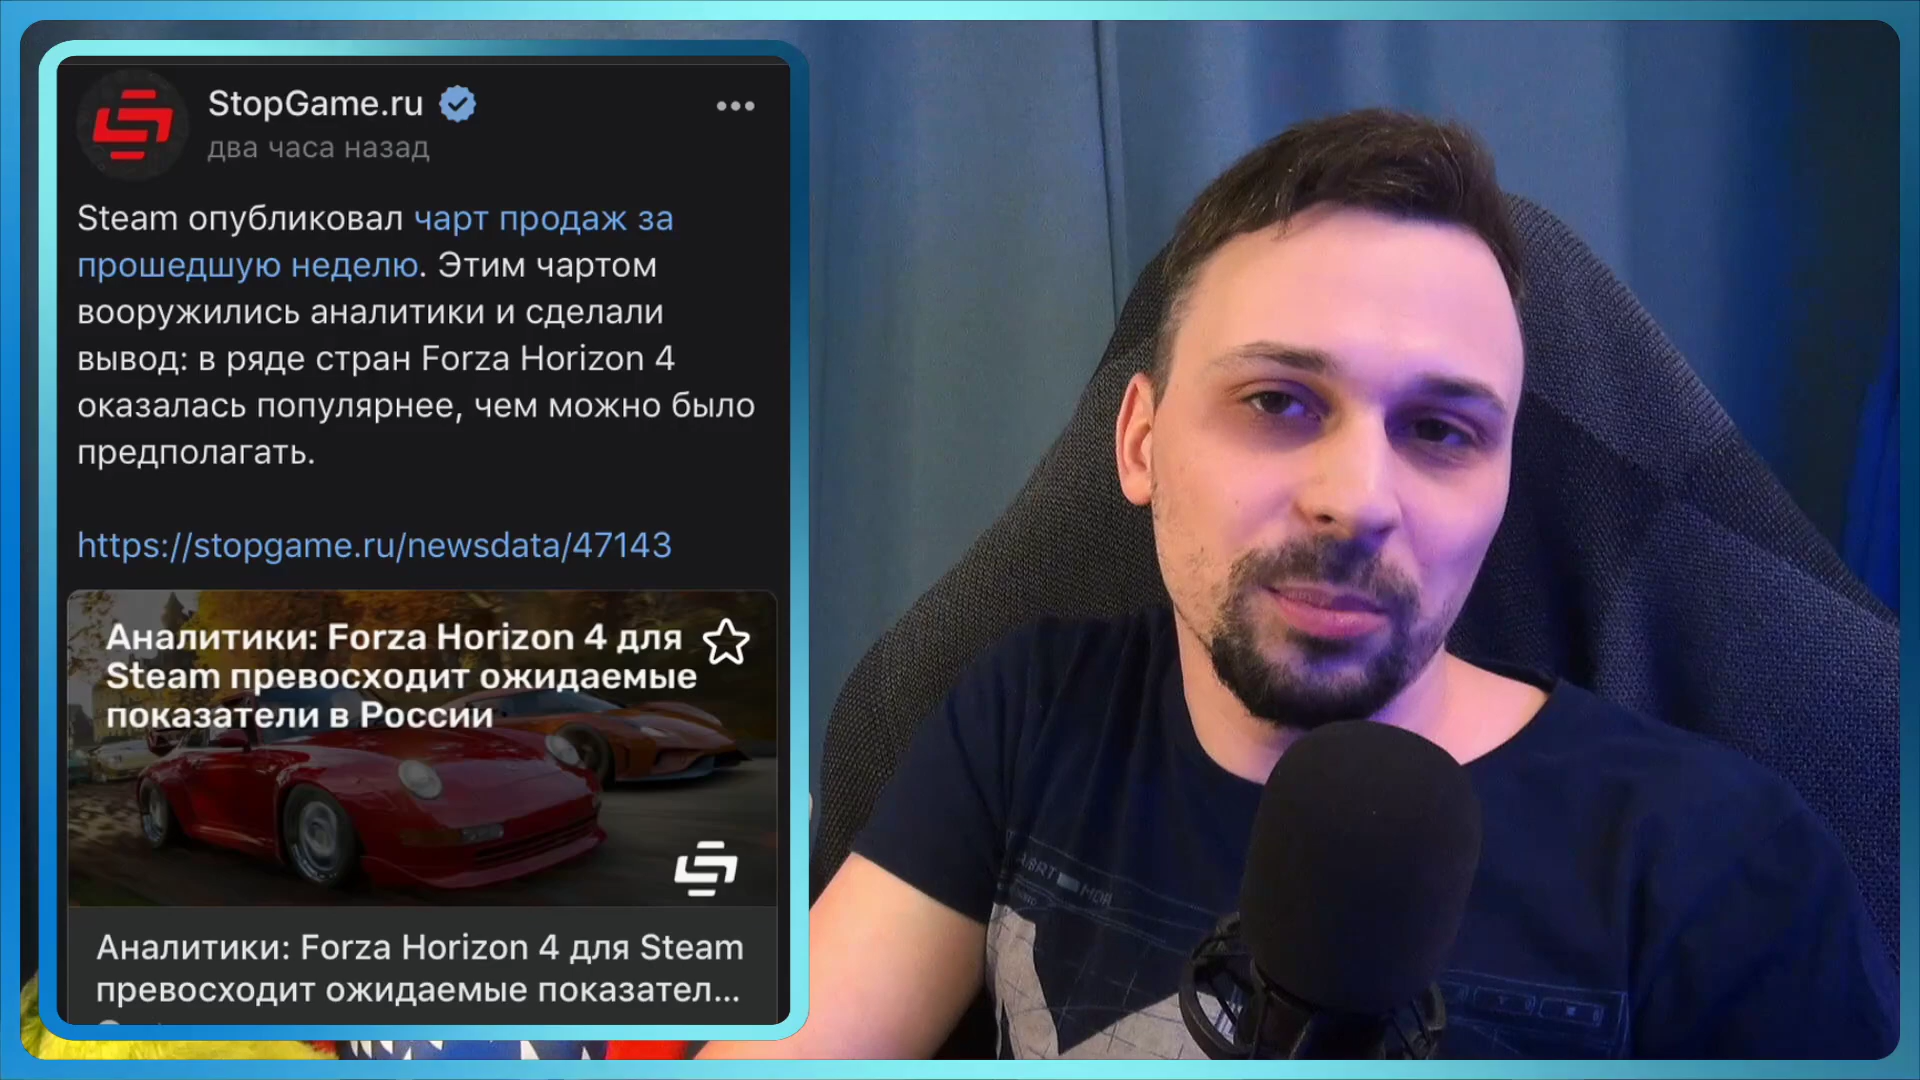 StopGame.ru
два часа назад
Steam опубликовал чарт продаж за
прошедшую неделю. Этим чартом
вооружились аналитики и сделали
вывод: в ряде стран Forza Horizon 4
оказалась популярнее, чем можно было
предполагать.
https://stopgame.ru/newsdata/47143
Аналитики: Forza Horizon 4 для
Steam превосходит ожидаемые
показатели в России
Аналитики: Forza Horizon 4 для Steam
превосходит ожидаемые показател...